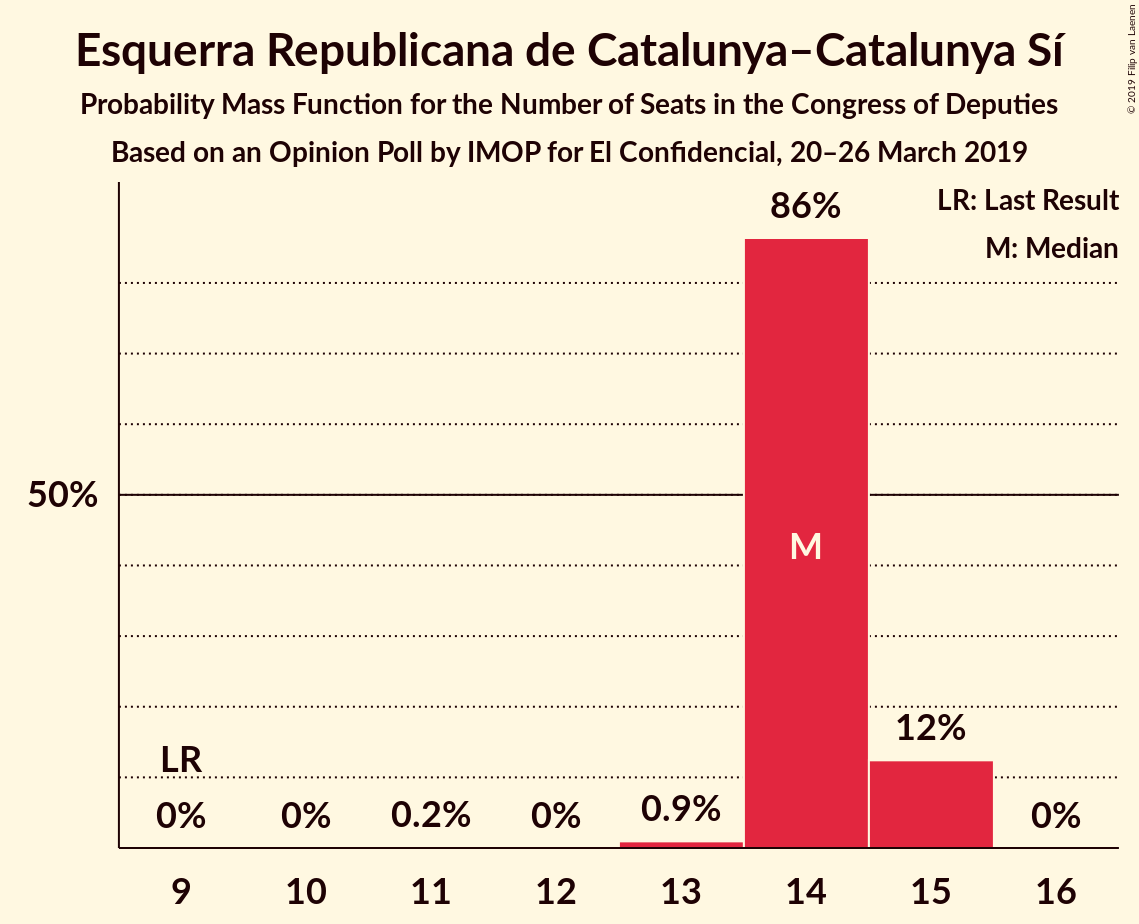 Esquerra Republicana de Catalunya–Catalunya Sí
Probability Mass Function for the Number of Seats in the Congress of Deputies
Based on an Opinion Poll by IMOP for El Confidencial, 20–26 March 2019
© 2019 Filip van Laenen
LR: Last Result
M: Median
86%
50%
M
12%
LR
0% 0% 0.2% 0% 0.9% 0%
9 10 11 12 13 14 15 16